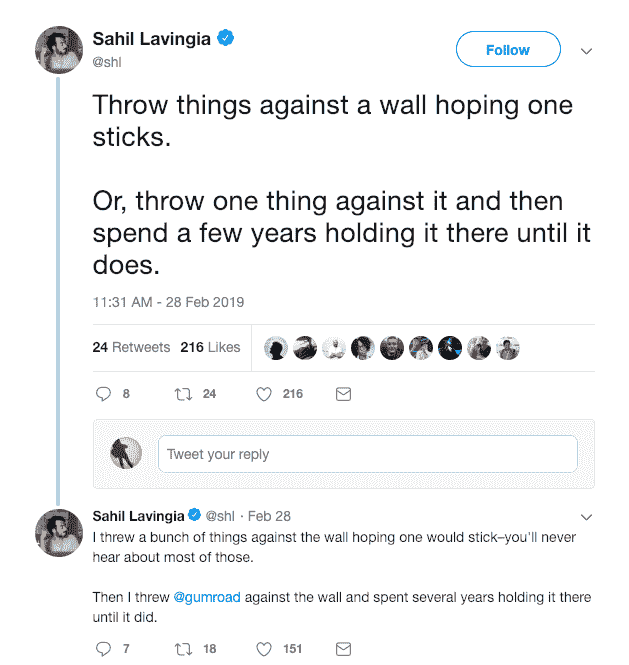 Sahil Lavingia
@shl
Follow
Throw things against a wall hoping one
sticks.
Or, throw one thing against it and then
spend a few years holding it there until it
does.
11:31 AM - 28 Feb 2019
24 Retweets 216 Likes
8 24 216
Tweet your reply
Sahil Lavingia @shl · Feb 28
I threw a bunch of things against the wall hoping one would stick–you'll never
hear about most of those.
Then I threw @gumroad against the wall and spent several years holding it there
until it did.
7 18 151